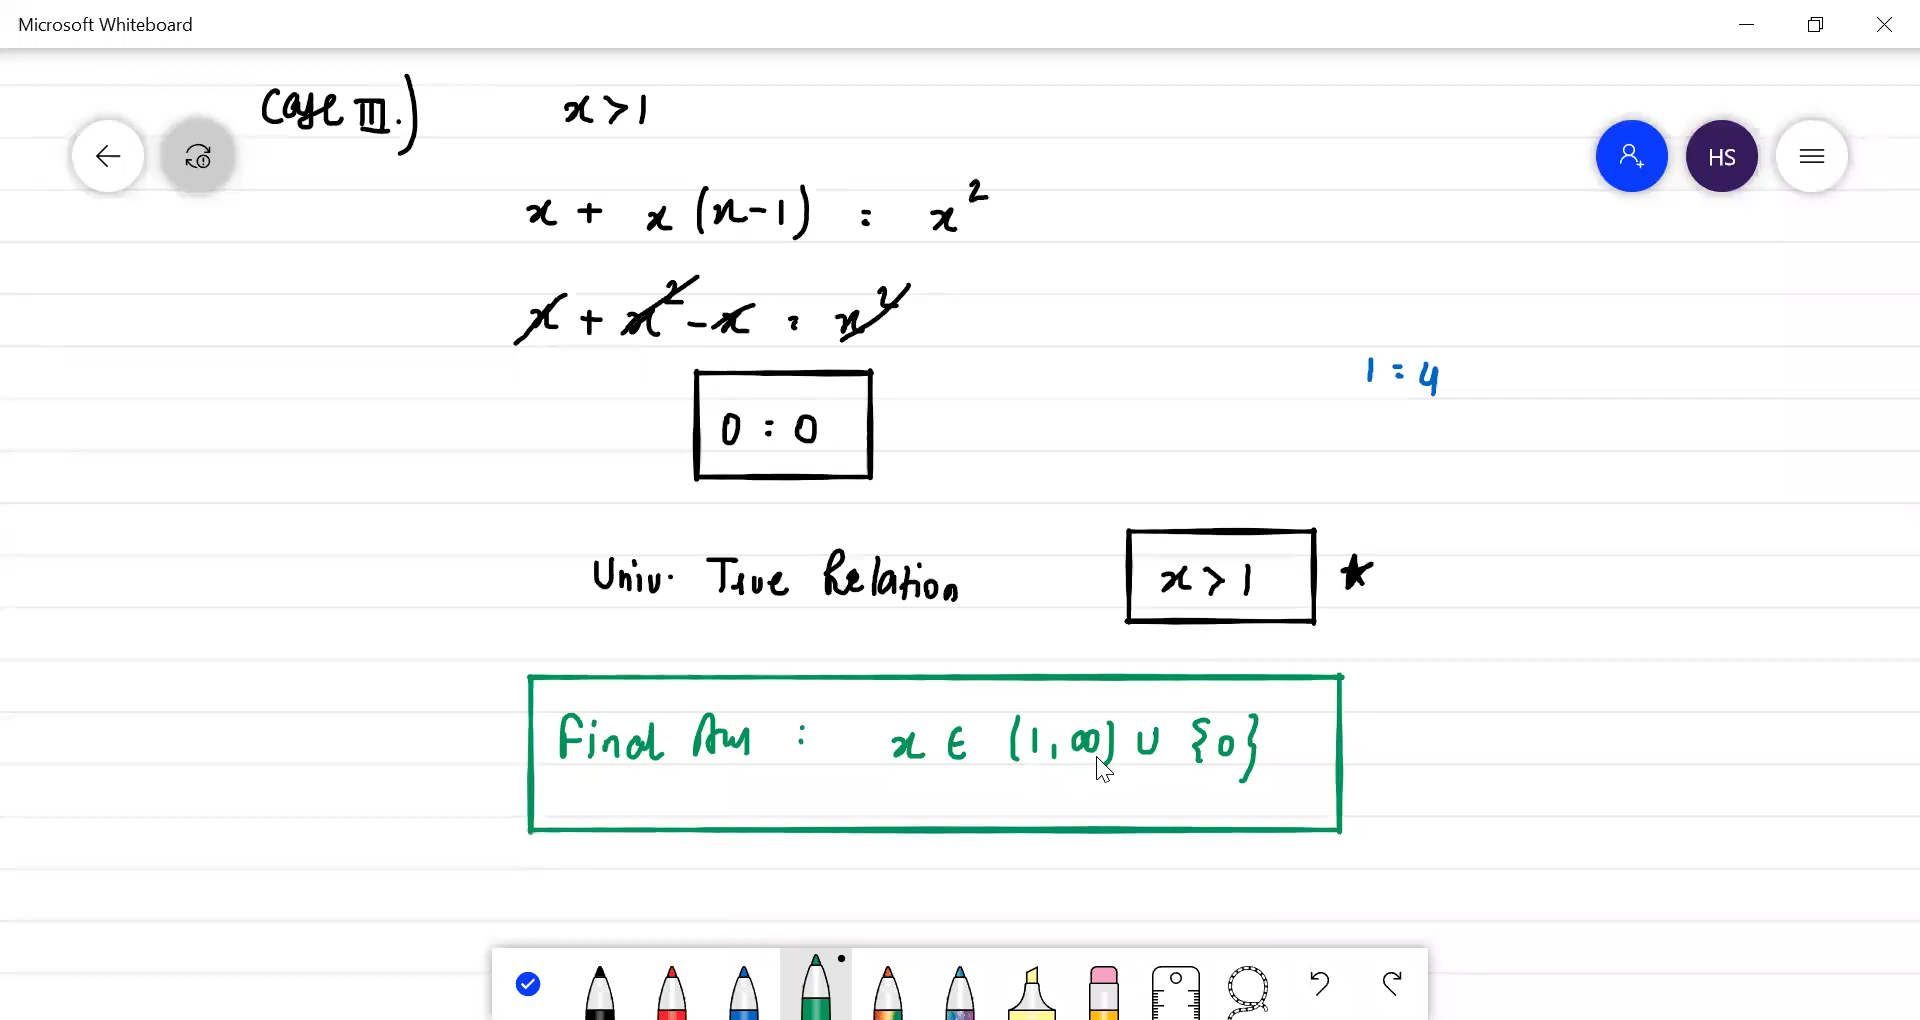 Microsoft Whiteboard
Case III.) x > 1
HS
x + x (x-1) = x²
x + x² - x = x²
1 = 4
0 = 0
Univ. True Relation x > 1 ★
Final Ans : x ∈ (1, ∞) ∪ {0}